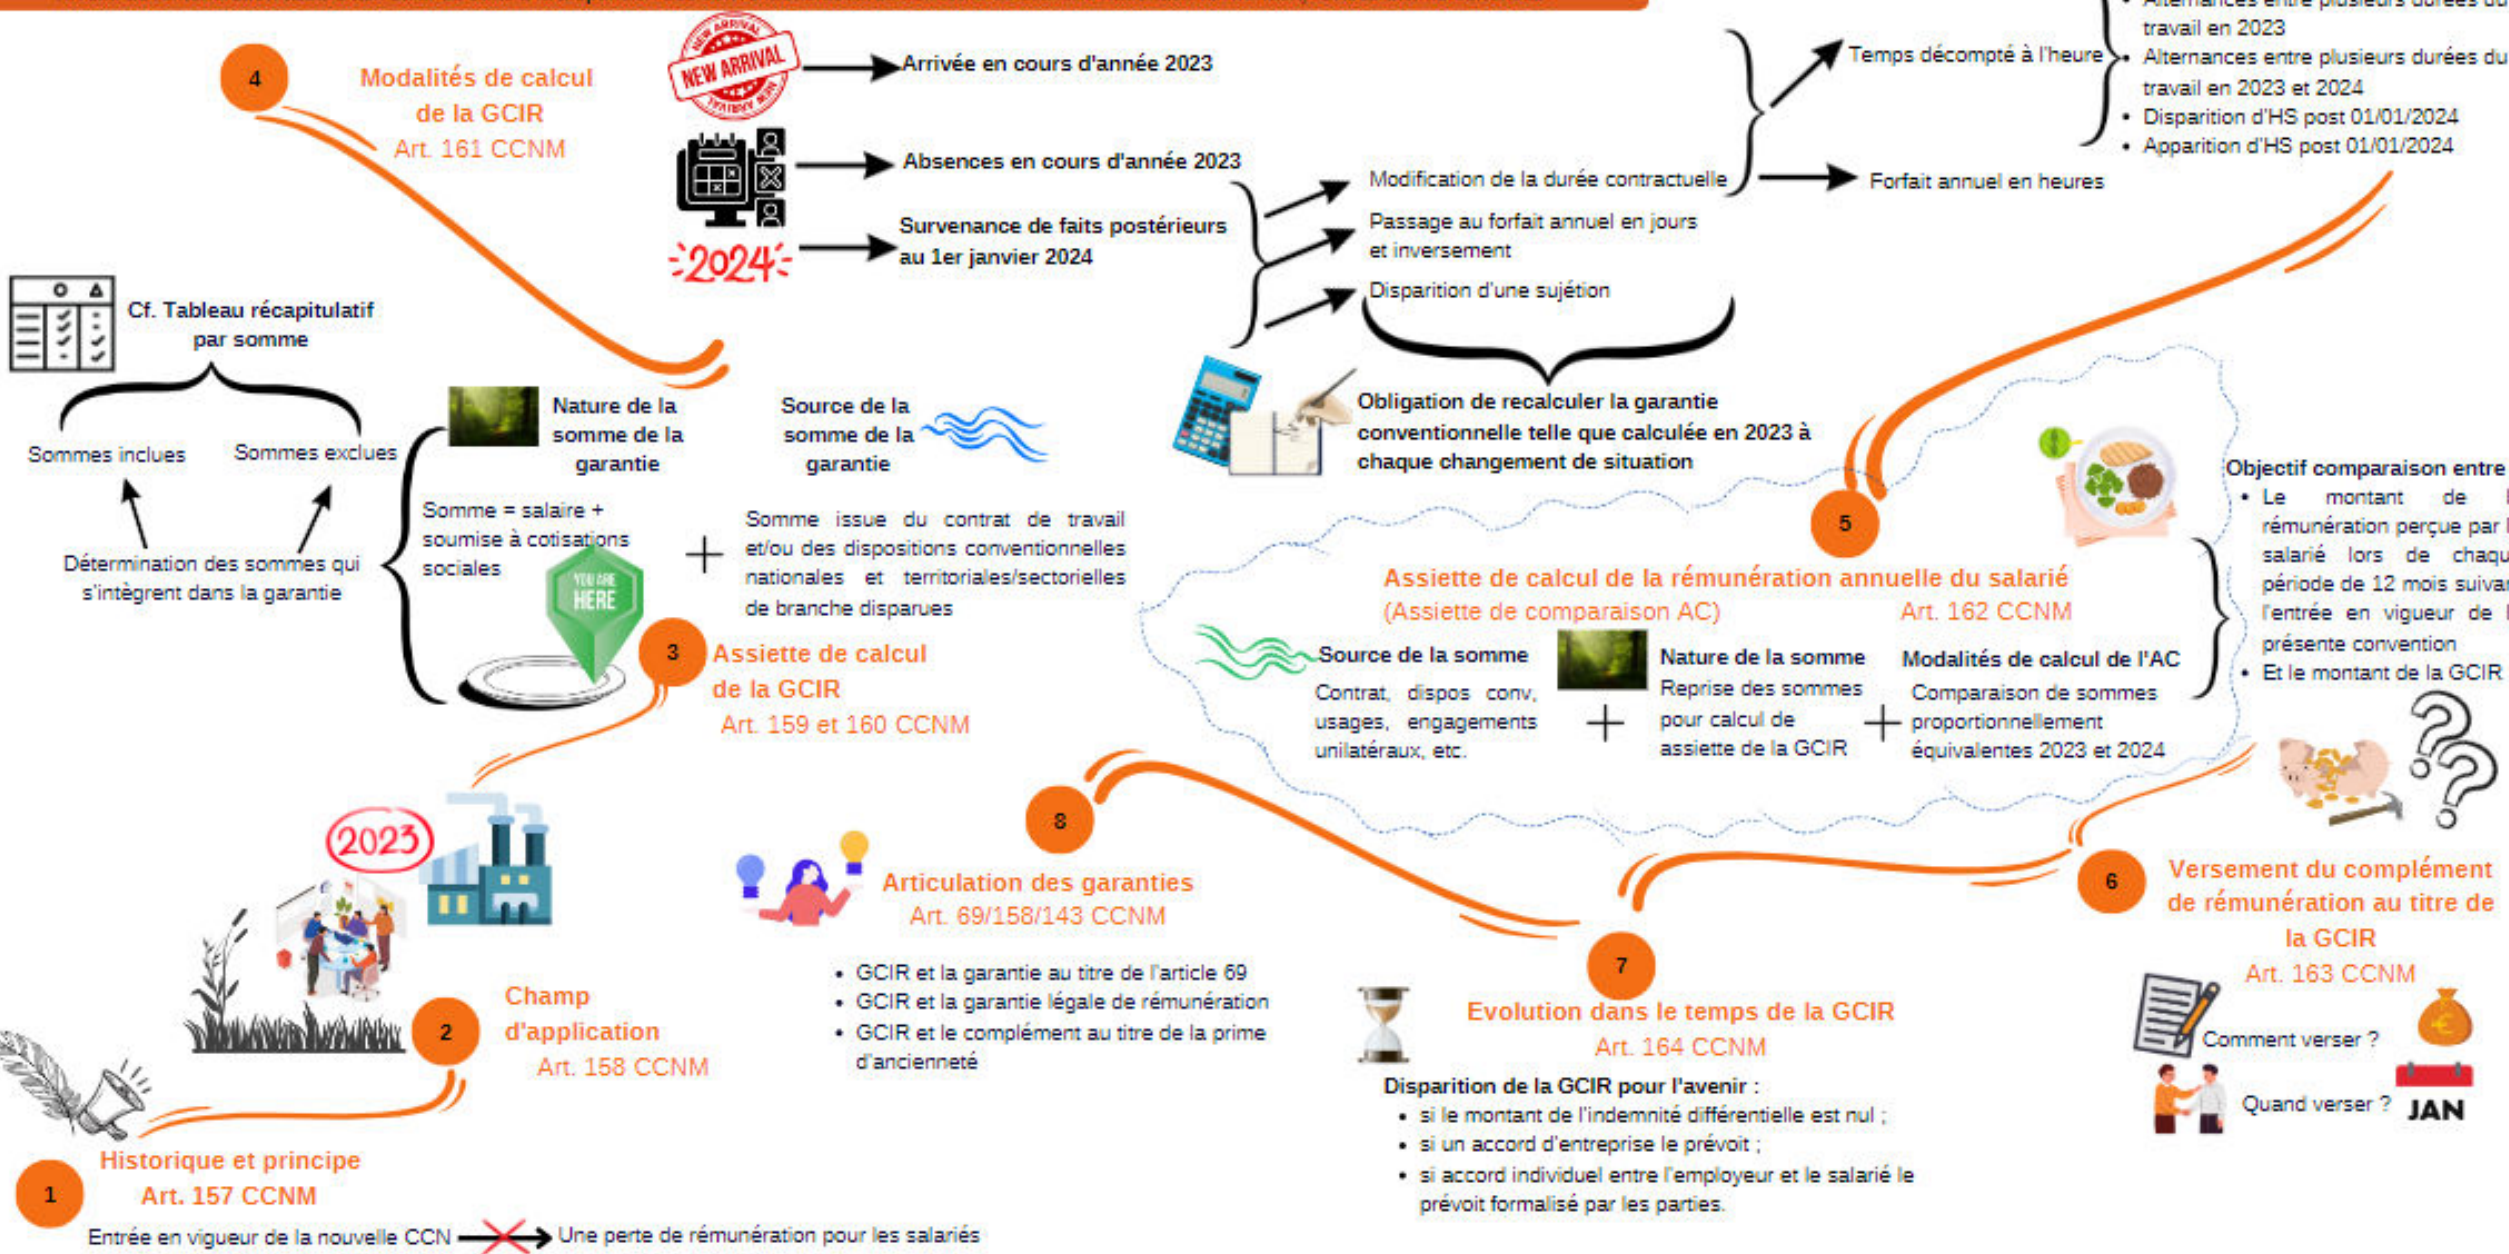 NEW ARRIVAL
NEW ARRIVAL
NEW ARRIVAL
Arrivée en cours d'année 2023
Absences en cours d'année 2023
2024
Survenance de faits postérieurs
au 1er janvier 2024
4
Modalités de calcul
de la GCIR
Art. 161 CCNM
Modification de la durée contractuelle
Passage au forfait annuel en jours
et inversement
Disparition d'une sujétion
Temps décompté à l'heure
Forfait annuel en heures
• Alternances entre plusieurs durées du
travail en 2023
• Alternances entre plusieurs durées du
travail en 2023 et 2024
• Disparition d'HS post 01/01/2024
• Apparition d'HS post 01/01/2024
Obligation de recalculer la garantie
conventionnelle telle que calculée en 2023 à
chaque changement de situation
Cf. Tableau récapitulatif
par somme
Sommes inclues
Sommes exclues
Détermination des sommes qui
s'intègrent dans la garantie
Nature de la
somme de la
garantie
Somme = salaire +
soumise à cotisations
sociales
+
Source de la
somme de la
garantie
Somme issue du contrat de travail
et/ou des dispositions conventionnelles
nationales et territoriales/sectorielles
de branche disparues
YOU ARE
HERE
3
Assiette de calcul
de la GCIR
Art. 159 et 160 CCNM
5
Assiette de calcul de la rémunération annuelle du salarié
(Assiette de comparaison AC)
Art. 162 CCNM
Source de la somme
Contrat, dispos conv,
usages, engagements
unilatéraux, etc.
+
Nature de la somme
Reprise des sommes
pour calcul de
assiette de la GCIR
+
Modalités de calcul de l'AC
Comparaison de sommes
proportionnellement
équivalentes 2023 et 2024
Objectif comparaison entre
• Le montant de
rémunération perçue par
salarié lors de
période de 12 mois
l'entrée en vigueur de
présente convention
• Et le montant de la GCIR
2023
2
Champ
d'application
Art. 158 CCNM
8
Articulation des garanties
Art. 69/158/143 CCNM
• GCIR et la garantie au titre de l'article 69
• GCIR et la garantie légale de rémunération
• GCIR et le complément au titre de la prime
d'ancienneté
7
Evolution dans le temps de la GCIR
Art. 164 CCNM
Disparition de la GCIR pour l'avenir :
• si le montant de l'indemnité différentielle est nul ;
• si un accord d'entreprise le prévoit ;
• si accord individuel entre l'employeur et le salarié le
prévoit formalisé par les parties.
6
Versement du complément
de rémunération au titre de
la GCIR
Art. 163 CCNM
Comment verser ?
Quand verser ?
JAN
1
Historique et principe
Art. 157 CCNM
Entrée en vigueur de la nouvelle CCN
Une perte de rémunération pour les salariés